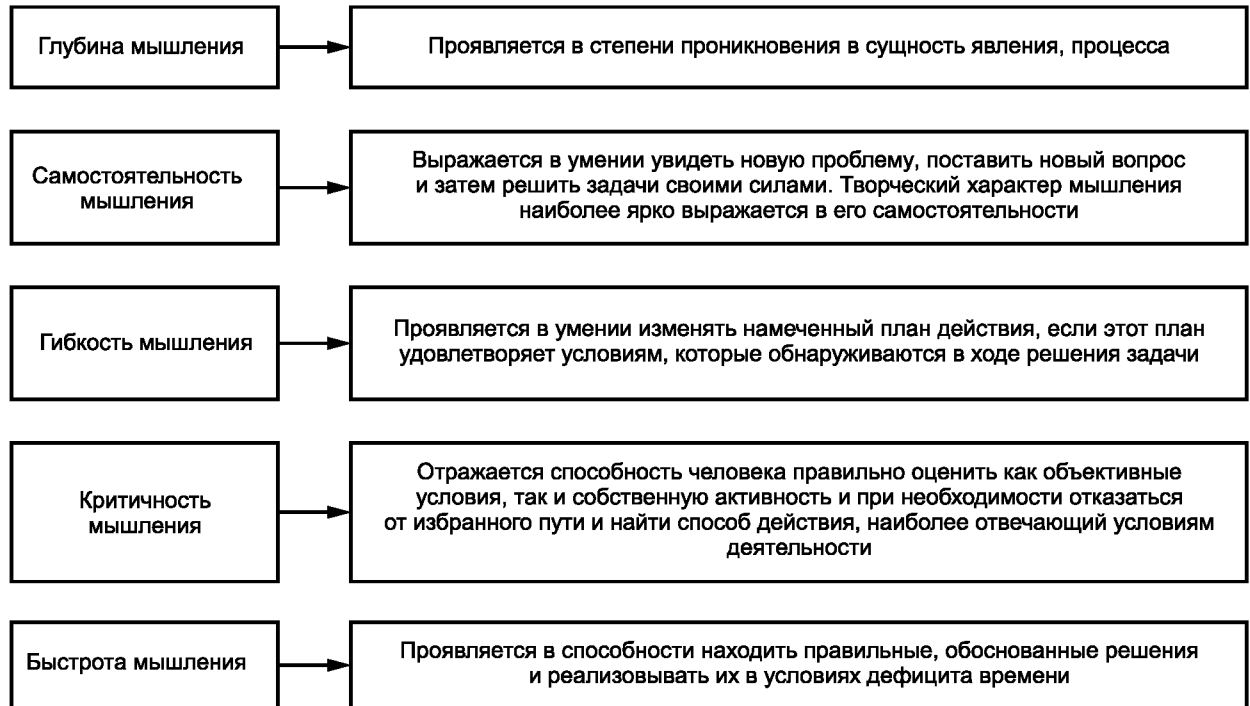 Глубина мышления
Проявляется в степени проникновения в сущность явления, процесса
Самостоятельность
мышления
Выражается в умении увидеть новую проблему, поставить новый вопрос
и затем решить задачи своими силами. Творческий характер мышления
наиболее ярко выражается в его самостоятельности
Гибкость мышления
Проявляется в умении изменять намеченный план действия, если этот план
удовлетворяет условиям, которые обнаруживаются в ходе решения задачи
Критичность
мышления
Отражается способность человека правильно оценить как объективные
условия, так и собственную активность и при необходимости отказаться
от избранного пути и найти способ действия, наиболее отвечающий условиям
деятельности
Быстрота мышления
Проявляется в способности находить правильные, обоснованные решения
и реализовывать их в условиях дефицита времени